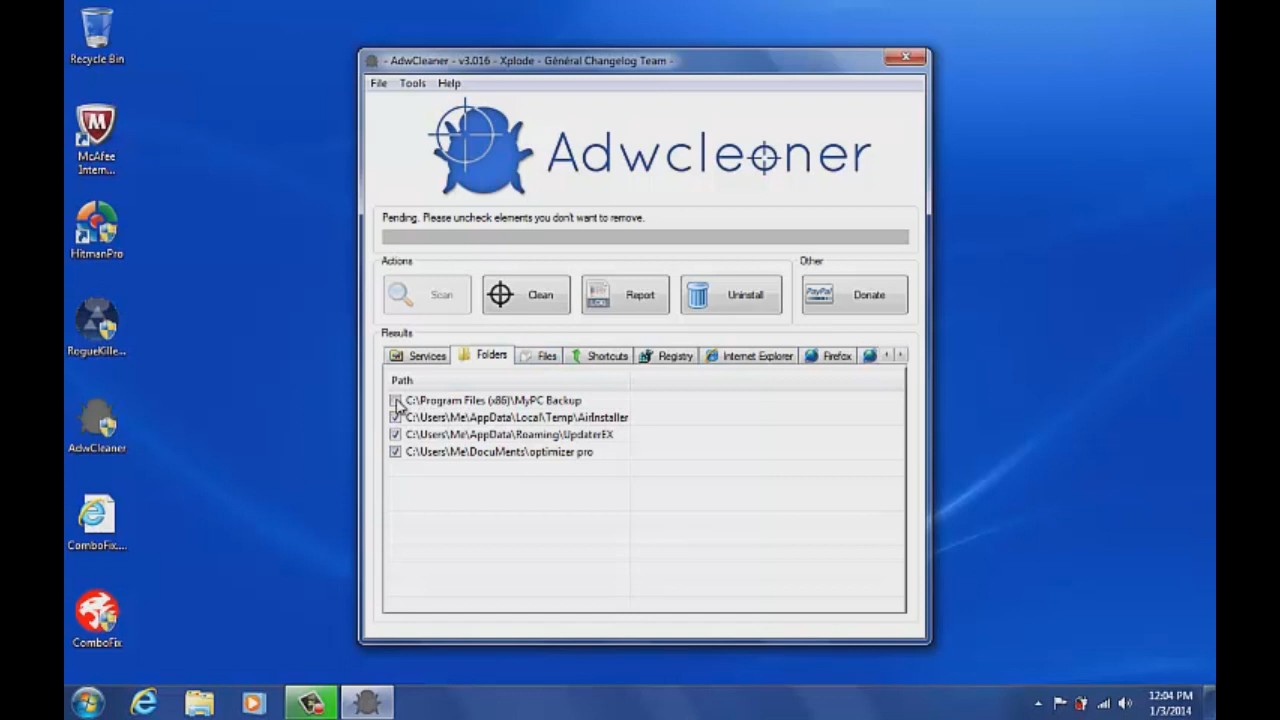 Recycle Bin
McAfee
Intern...
HitmanPro
RogueKille...
AdwCleaner
ComboFix....
ComboFix
- AdwCleaner - v3.016 - Xplode - Général Changelog Team -
File Tools Help
Adwcleaner
Pending. Please uncheck elements you don't want to remove.
Actions
Other
Scan
Clean
Report
Uninstall
PayPal
Donate
Results
Services
Folders
Files
Shortcuts
Registry
Internet Explorer
Firefox
Path
C:\Program Files (x86)\MyPC Backup
C:\Users\Me\AppData\Local\Temp\AirInstaller
C:\Users\Me\AppData\Roaming\UpdaterEX
C:\Users\Me\DocuMents\optimizer pro
12:04 PM
1/3/2014